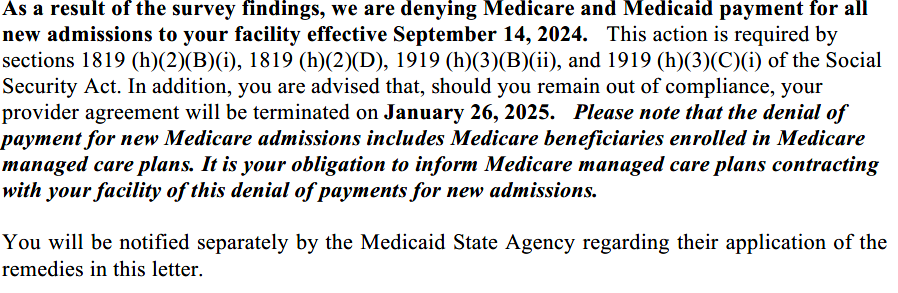 As a result of the survey findings, we are denying Medicare and Medicaid payment for all
new admissions to your facility effective September 14, 2024. This action is required by
sections 1819 (h)(2)(B)(i), 1819 (h)(2)(D), 1919 (h)(3)(B)(ii), and 1919 (h)(3)(C)(i) of the Social
Security Act. In addition, you are advised that, should you remain out of compliance, your
provider agreement will be terminated on January 26, 2025. Please note that the denial of
payment for new Medicare admissions includes Medicare beneficiaries enrolled in Medicare
managed care plans. It is your obligation to inform Medicare managed care plans contracting
with your facility of this denial of payments for new admissions.
You will be notified separately by the Medicaid State Agency regarding their application of the
remedies in this letter.